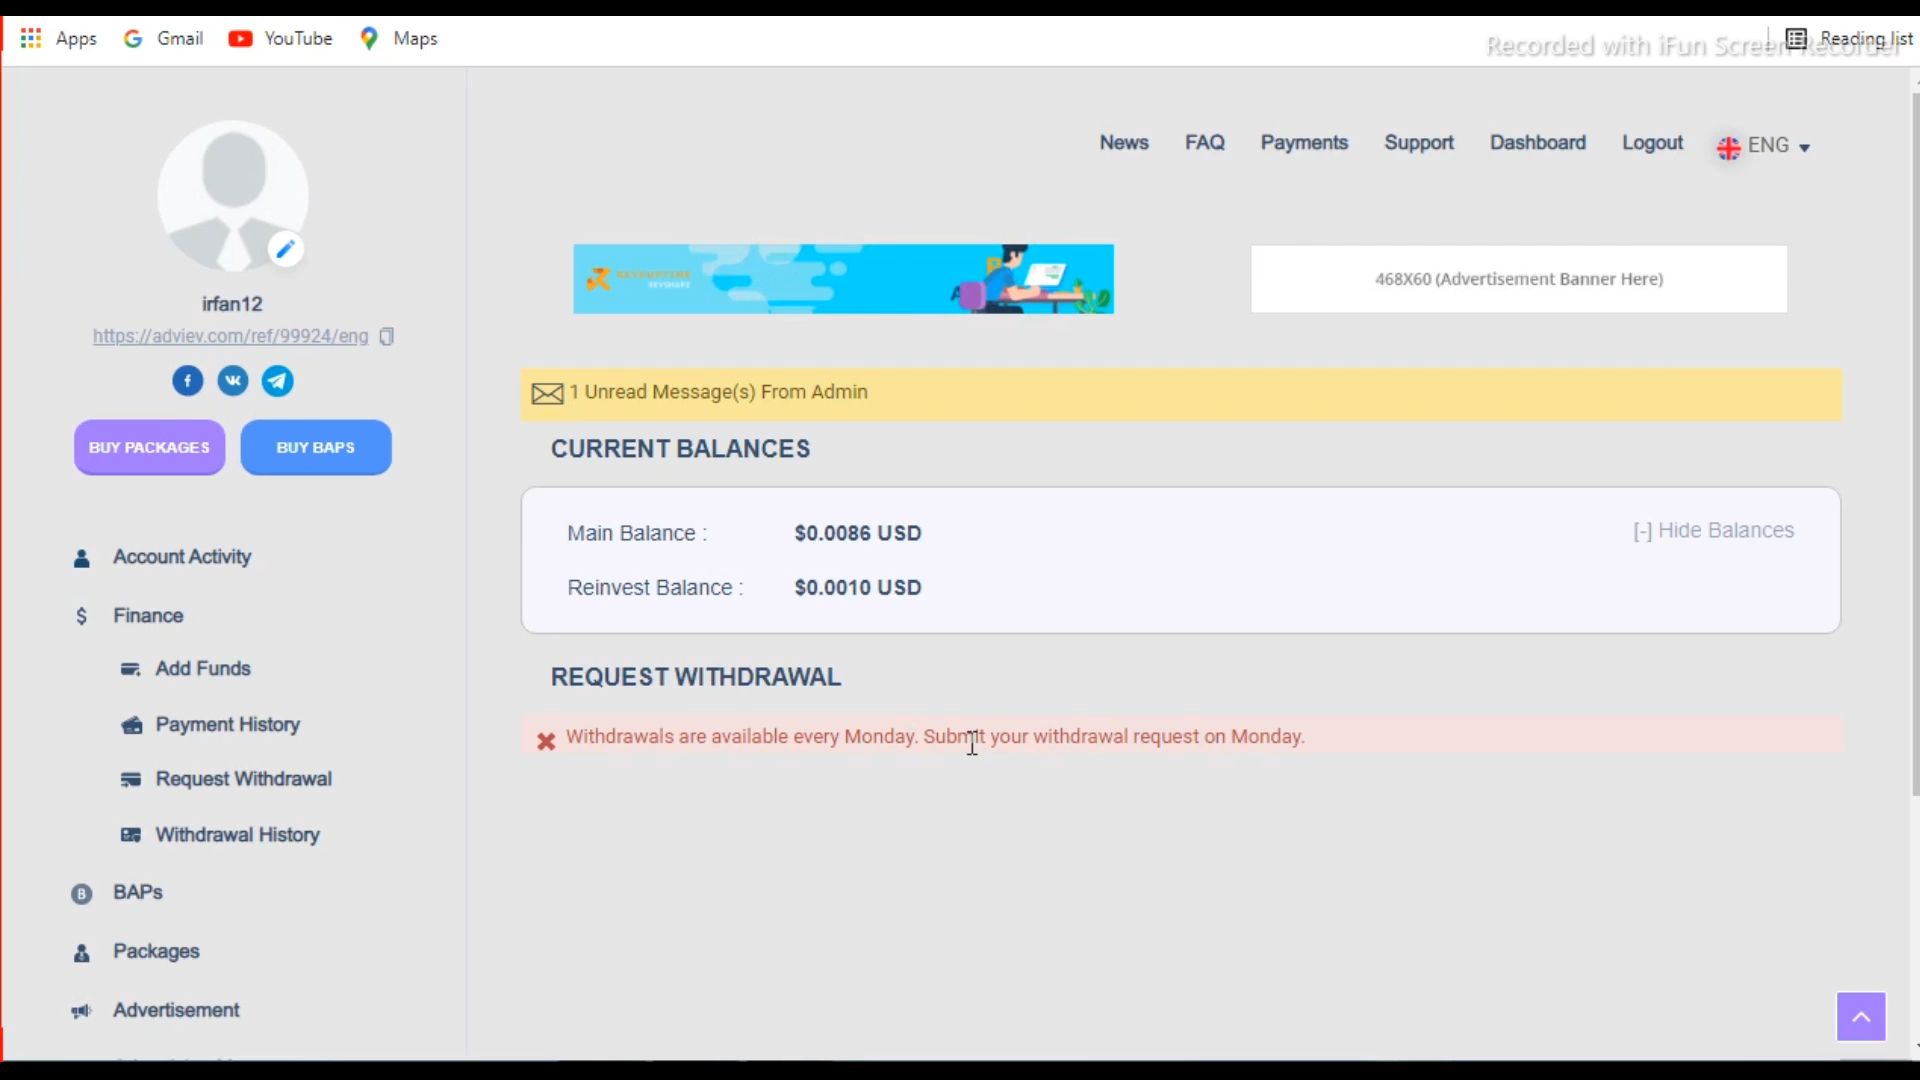 Apps Gmail YouTube Maps
Reading list
Recorded with iFun Screen Recorder
News FAQ Payments Support Dashboard Logout ENG
irfan12
https://adviev.com/ref/99924/eng
BUY PACKAGES BUY BAPS
Account Activity
Finance
Add Funds
Payment History
Request Withdrawal
Withdrawal History
BAPs
Packages
Advertisement
468X60 (Advertisement Banner Here)
1 Unread Message(s) From Admin
CURRENT BALANCES
Main Balance : $0.0086 USD
[-] Hide Balances
Reinvest Balance : $0.0010 USD
REQUEST WITHDRAWAL
Withdrawals are available every Monday. Submit your withdrawal request on Monday.